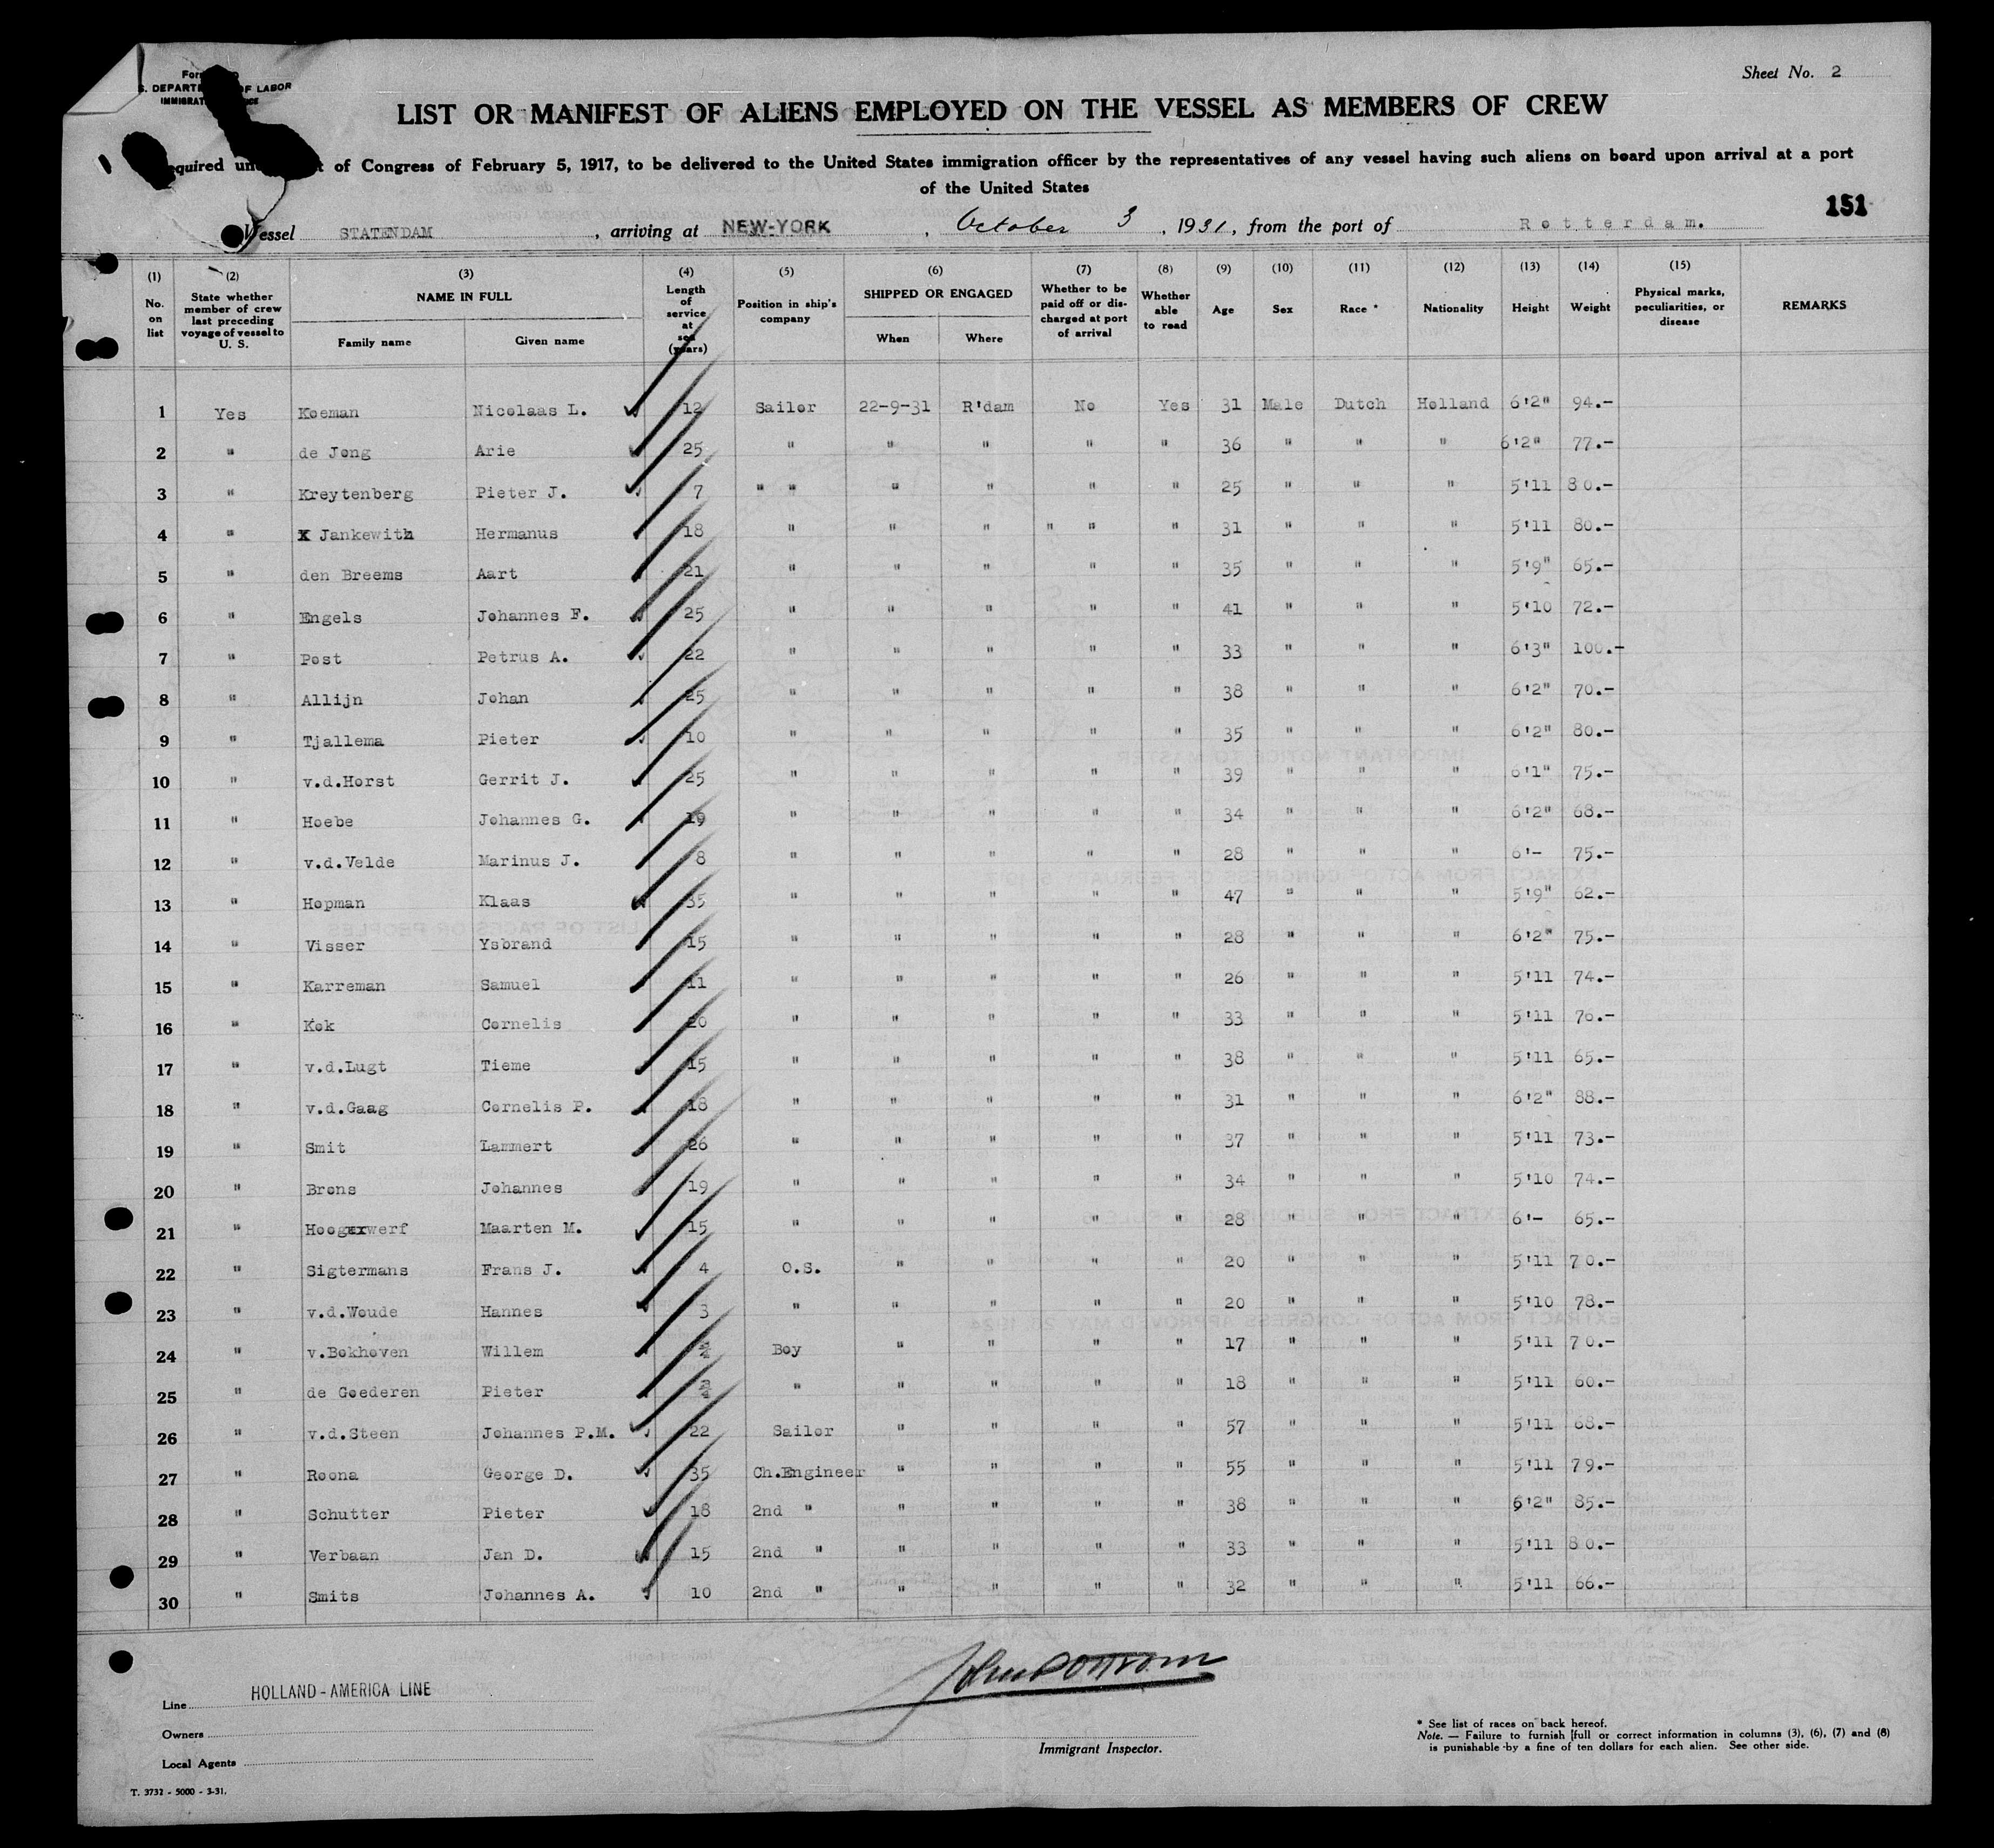 Sheet No. 2
S. DEPART OF LABOR
LIST OR MANIFEST OF ALIENS EMPLOYED ON THE VESSEL AS MEMBERS OF CREW
equired un of Congress of February 5, 1917, to be delivered to the United States immigration officer by the representatives of any vessel having such aliens on board upon arrival at a port
of the United States
151
Vessel STATENDAM, arriving at NEW-YORK, October 3, 1931, from the port of Rotterdam.
(1) (2) (3) (4) (5) (6) (7) (8) (9) (10) (11) (12) (13) (14) (15)
No. on list State whether member of crew last preceding voyage of vessel to U. S. NAME IN FULL Family name Given name Length of service at sea (years) Position in ship's company SHIPPED OR ENGAGED When Where Whether to be paid off or discharged at port of arrival Whether able to read Age Sex Race * Nationality Height Weight Physical marks, peculiarities, or disease REMARKS
1 Yes Koeman Nicolaas L. 12 Sailor 22-9-31 R'dam No Yes 31 Male Dutch Holland 6'2" 94.-
2 " de Jong Arie 25 " " " " " 36 " " " 6'2" 77.-
3 " Kreytenberg Pieter J. 7 " " " " " " 25 " " " 5'11 80.-
4 " X Jankewitz Hermanus 18 " " " " " " 31 " " " 5'11 80.-
5 " den Breems Aart 21 " " " " " 35 " " " 5'9" 65.-
6 " Engels Johannes F. 25 " " " " " 41 " " " 5'10 72.-
7 " Post Petrus A. 22 " " " " " 33 " " " 6'3" 100.-
8 " Allijn Johan 25 " " " " " 38 " " " 6'2" 70.-
9 " Tjallema Pieter 10 " " " " " 35 " " " 6'2" 80.-
10 " v.d.Horst Gerrit J. 25 " " " " " 39 " " " 6'1" 75.-
11 " Hoebe Johannes G. 19 " " " " " 34 " " " 6'2" 68.-
12 " v.d.Velde Marinus J. 8 " " " " " 28 " " " 6'- 75.-
13 " Hopman Klaas 35 " " " " " 47 " " " 5'9" 62.-
14 " Visser Ysbrand 15 " " " " " 28 " " " 6'2" 75.-
15 " Karreman Samuel 11 " " " " " 26 " " " 5'11 74.-
16 " Kok Cornelis 20 " " " " " 33 " " " 5'11 76.-
17 " v.d.Lugt Tieme 15 " " " " " 38 " " " 5'11 65.-
18 " v.d.Gaag Cornelis P. 18 " " " " " 31 " " " 6'2" 88.-
19 " Smit Lammert 26 " " " " " 37 " " " 5'11 73.-
20 " Brons Johannes 19 " " " " " 34 " " " 5'10 74.-
21 " Hoogerwerf Maarten M. 15 " " " " " 28 " " " 6'- 65.-
22 " Sigtermans Frans J. 4 O.S. " " " " 20 " " " 5'11 70.-
23 " v.d.Woude Hannes 3 " " " " " 20 " " " 5'10 78.-
24 " v.Bokhoven Willem Boy " " " " 17 " " " 5'11 70.-
25 " de Goederen Pieter " " " " " 18 " " " 5'11 60.-
26 " v.d.Steen Johannes P.M. 22 Sailor " " " " 57 " " " 5'11 68.-
27 " Roona George D. 35 Ch.Engineer " " " " 55 " " " 5'11 79.-
28 " Schutter Pieter 18 2nd " " " " " 38 " " " 6'2" 85.-
29 " Verbaan Jan D. 15 2nd " " " " " 33 " " " 5'11 80.-
30 " Smits Johannes A. 10 2nd " " " " " 32 " " " 5'11 66.-
Line HOLLAND-AMERICA LINE
Owners
Local Agents
Immigrant Inspector.
* See list of races on back hereof.
Note. — Failure to furnish full or correct information in columns (3), (6), (7) and (8)
is punishable by a fine of ten dollars for each alien. See other side.
T. 3732 - 5000 - 3-31.